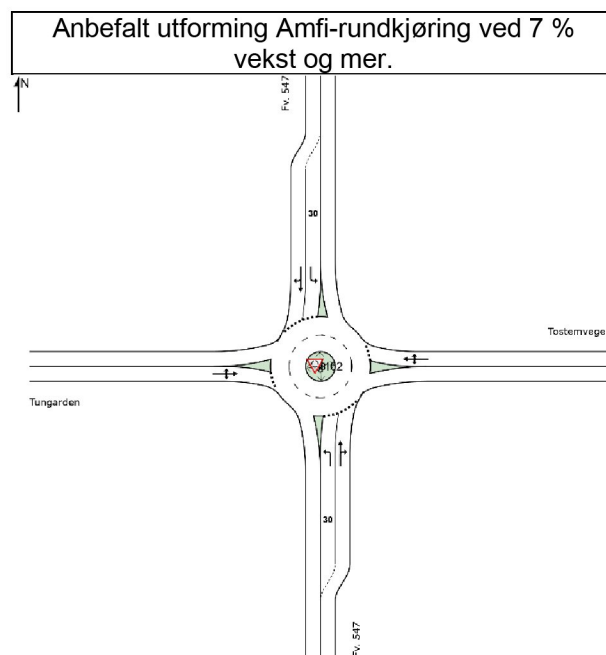 Anbefalt utforming Amfi-rundkjøring ved 7 %
vekst og mer.
N
Fv. 547
30
Tostemvege
Tungarden
30
Fv. 547